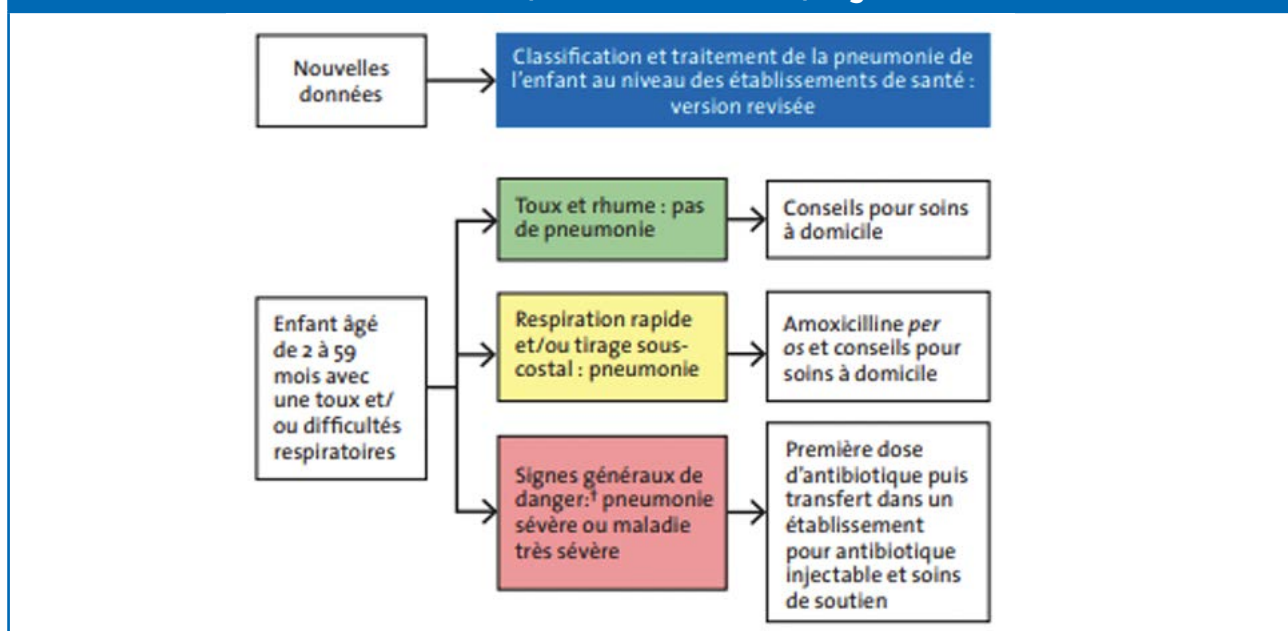 Nouvelles
données
Classification et traitement de la pneumonie de
l'enfant au niveau des établissements de santé :
version revisée
Toux et rhume : pas
de pneumonie
Conseils pour soins
à domicile
Enfant âgé
de 2 à 59
mois avec
une toux et/
ou difficultés
respiratoires
Respiration rapide
et/ou tirage sous-
costal : pneumonie
Amoxicilline per
os et conseils pour
soins à domicile
Signes généraux de
danger:† pneumonie
sévère ou maladie
très sévère
Première dose
d'antibiotique puis
transfert dans un
établissement
pour antibiotique
injectable et soins
de soutien